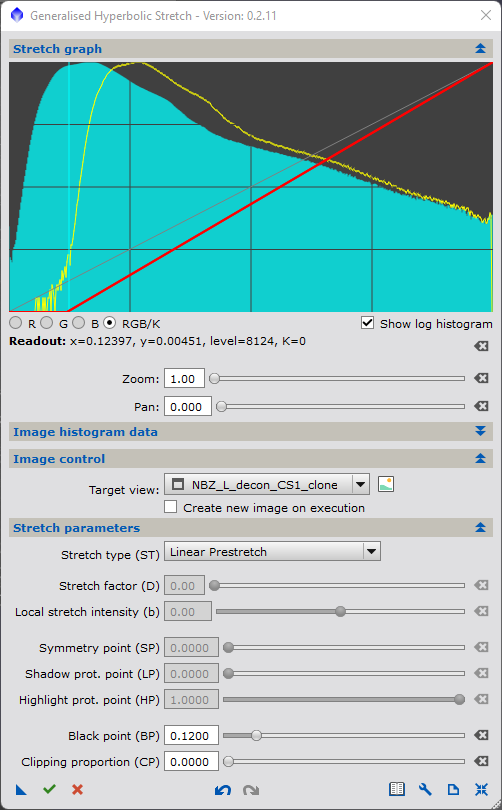 Generalised Hyperbolic Stretch - Version: 0.2.11
Stretch graph
R G B RGB/K Show log histogram
Readout: x=0.12397, y=0.00451, level=8124, K=0
Zoom: 1.00
Pan: 0.000
Image histogram data
Image control
Target view: NBZ_L_decon_CS1_clone
Create new image on execution
Stretch parameters
Stretch type (ST) Linear Prestretch
Stretch factor (D) 0.00
Local stretch intensity (b) 0.00
Symmetry point (SP) 0.0000
Shadow prot. point (LP) 0.0000
Highlight prot. point (HP) 1.0000
Black point (BP) 0.1200
Clipping proportion (CP) 0.0000